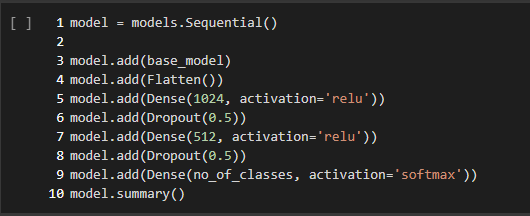 [ ] 1 model = models.Sequential()
2
3 model.add(base_model)
4 model.add(Flatten())
5 model.add(Dense(1024, activation='relu'))
6 model.add(Dropout(0.5))
7 model.add(Dense(512, activation='relu'))
8 model.add(Dropout(0.5))
9 model.add(Dense(no_of_classes, activation='softmax'))
10 model.summary()